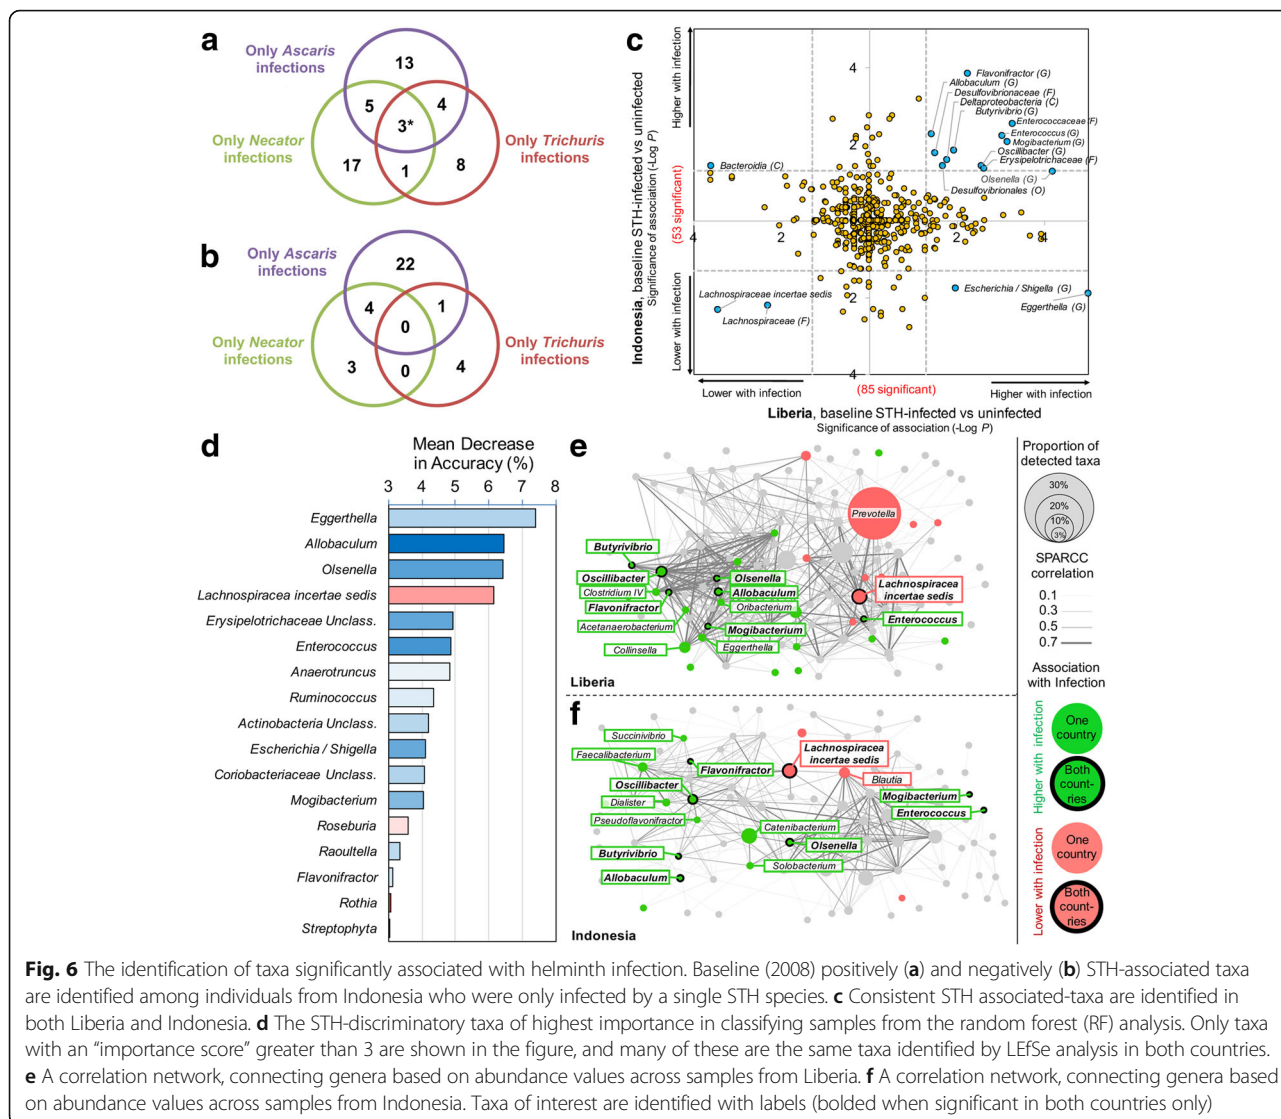 a
Only Ascaris
infections
13
5
4
3*
Only Necator
infections
Only Trichuris
infections
17
1
8
b
Only Ascaris
infections
22
4
1
0
Only Necator
infections
Only Trichuris
infections
3
0
4
c
Indonesia, baseline STH-infected vs uninfected
Significance of association (-Log P)
(53 significant)
Higher with infection
Lower with infection
4
2
2
4
4
2
2
4
Flavonifractor (G)
Allobaculum (G)
Desulfovibrionaceae (F)
Deltaproteobacteria (C)
Butyrivibrio (G)
Enterococcaceae (F)
Enterococcus (G)
Mogibacterium (G)
Oscillibacter (G)
Erysipelotrichaceae (F)
Olsenella (G)
Desulfovibrionales (O)
Bacteroidia (C)
Lachnospiraceae incertae sedis
Lachnospiraceae (F)
Escherichia / Shigella (G)
Eggerthella (G)
Lower with infection
(85 significant)
Higher with infection
Liberia, baseline STH-infected vs uninfected
Significance of association (-Log P)
d
Mean Decrease
in Accuracy (%)
3 4 5 6 7 8
Eggerthella
Allobaculum
Olsenella
Lachnospiracea incertae sedis
Erysipelotrichaceae Unclass.
Enterococcus
Anaerotruncus
Ruminococcus
Actinobacteria Unclass.
Escherichia / Shigella
Coriobacteriaceae Unclass.
Mogibacterium
Roseburia
Raoultella
Flavonifractor
Rothia
Streptophyta
e
Prevotella
Butyrivibrio
Oscillibacter
Clostridium IV
Flavonifractor
Acetanaerobacterium
Collinsella
Olsenella
Allobaculum
Oribacterium
Mogibacterium
Eggerthella
Lachnospiracea
incertae sedis
Enterococcus
Liberia
f
Succinivibrio
Faecalibacterium
Flavonifractor
Oscillibacter
Dialister
Pseudoflavonifractor
Butyrivibrio
Allobaculum
Lachnospiracea
incertae sedis
Blautia
Mogibacterium
Enterococcus
Catenibacterium
Olsenella
Solobacterium
Indonesia
Proportion of
detected taxa
30%
20%
10%
3%
SPARCC
correlation
0.1
0.3
0.5
0.7
Association
with Infection
Higher with infection
One
country
Both
count-
ries
Lower with infection
One
country
Both
count-
ries
Fig. 6 The identification of taxa significantly associated with helminth infection. Baseline (2008) positively (a) and negatively (b) STH-associated taxa
are identified among individuals from Indonesia who were only infected by a single STH species. c Consistent STH associated-taxa are identified in
both Liberia and Indonesia. d The STH-discriminatory taxa of highest importance in classifying samples from the random forest (RF) analysis. Only taxa
with an “importance score” greater than 3 are shown in the figure, and many of these are the same taxa identified by LEfSe analysis in both countries.
e A correlation network, connecting genera based on abundance values across samples from Liberia. f A correlation network, connecting genera based
on abundance values across samples from Indonesia. Taxa of interest are identified with labels (bolded when significant in both countries only)